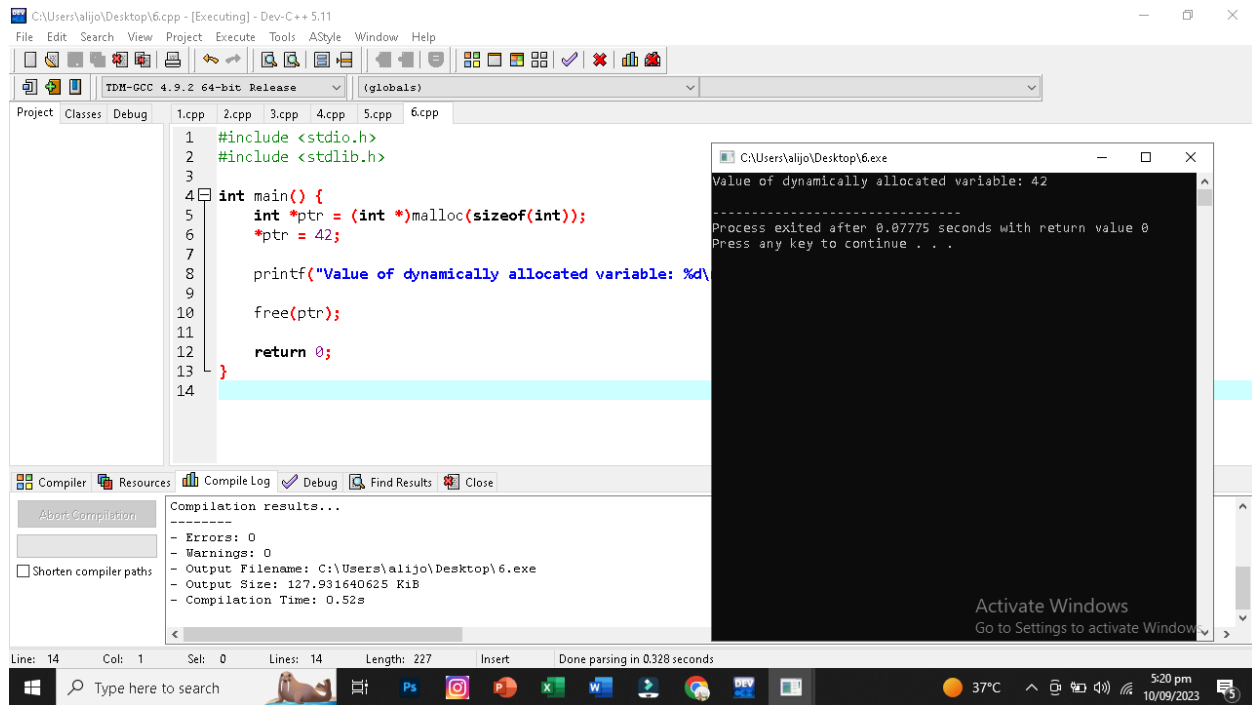 C:\Users\alijo\Desktop\6.cpp - [Executing] - Dev-C++ 5.11
File Edit Search View Project Execute Tools AStyle Window Help
TDM-GCC 4.9.2 64-bit Release (globals)
Project Classes Debug 1.cpp 2.cpp 3.cpp 4.cpp 5.cpp 6.cpp
1 #include <stdio.h>
2 #include <stdlib.h>
3
4 int main() {
5 int *ptr = (int *)malloc(sizeof(int));
6 *ptr = 42;
7
8 printf("Value of dynamically allocated variable: %d\
9
10 free(ptr);
11
12 return 0;
13 }
14
C:\Users\alijo\Desktop\6.exe
Value of dynamically allocated variable: 42
--------------------------------
Process exited after 0.07775 seconds with return value 0
Press any key to continue . . .
Compiler Resources Compile Log Debug Find Results Close
Abort Compilation
Shorten compiler paths
Compilation results...
--------
- Errors: 0
- Warnings: 0
- Output Filename: C:\Users\alijo\Desktop\6.exe
- Output Size: 127.931640625 KiB
- Compilation Time: 0.52s
Activate Windows
Go to Settings to activate Windows.
Line: 14 Col: 1 Sel: 0 Lines: 14 Length: 227 Insert Done parsing in 0.328 seconds
Type here to search
Ps
37°C
5:20 pm
10/09/2023
5